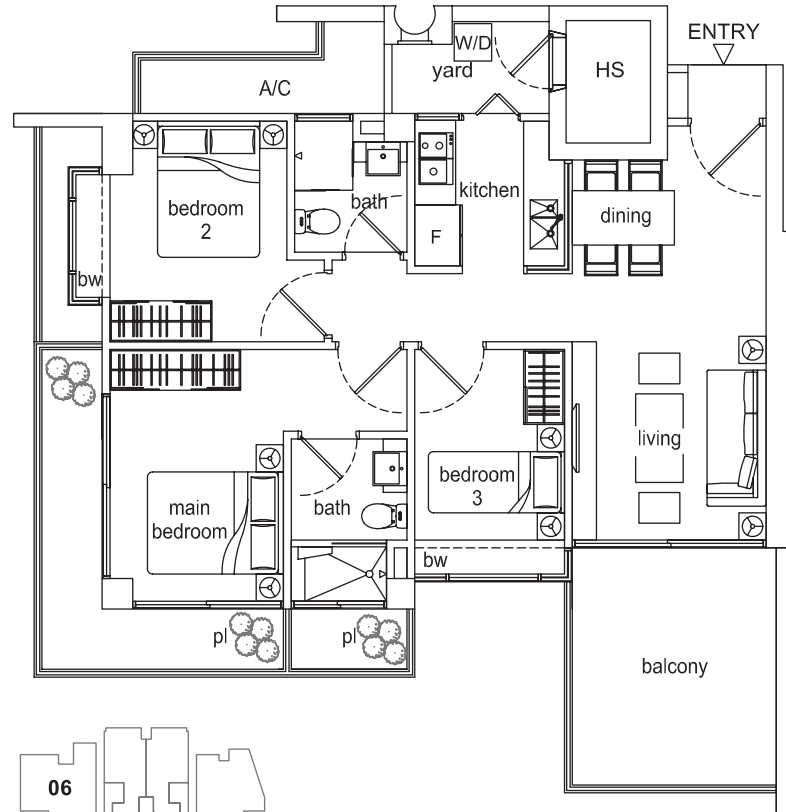 ENTRY
W/D
yard
HS
A/C
bath
kitchen
bedroom
2
dining
F
bw
living
bedroom
3
main
bedroom
bath
bw
pl
pl
balcony
06